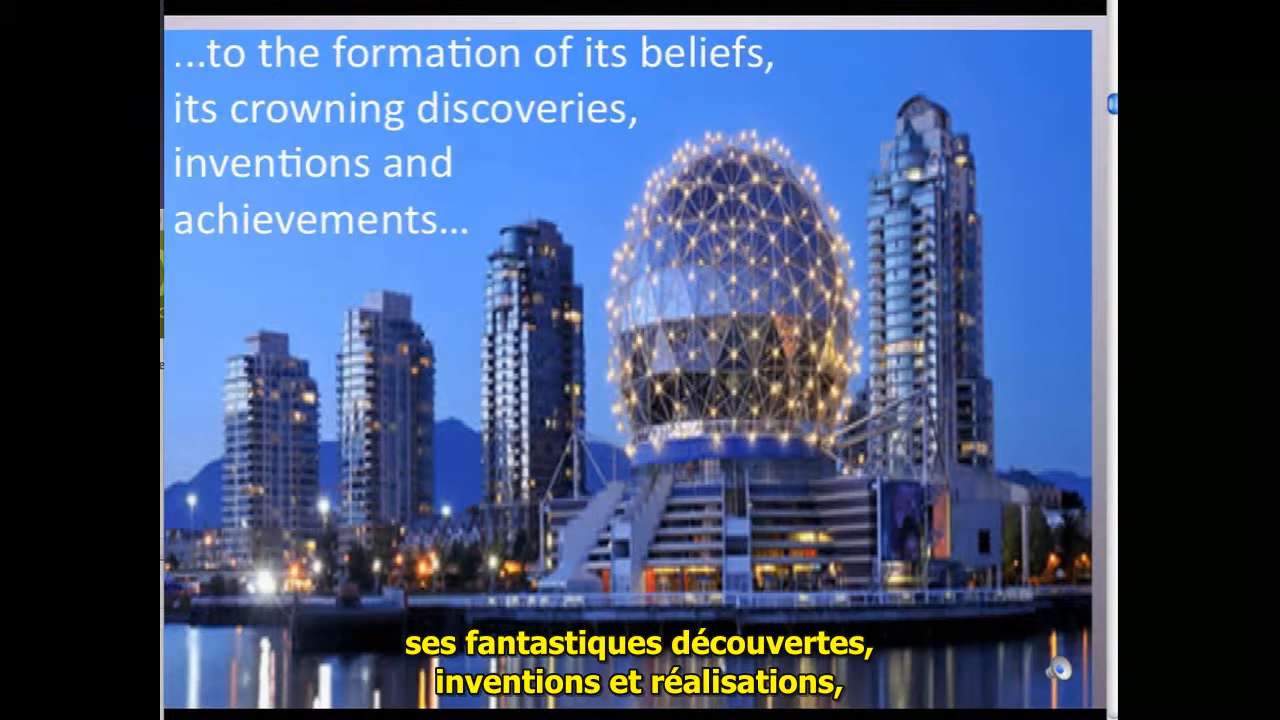 ...to the formation of its beliefs,
its crowning discoveries,
inventions and
achievements...
ses fantastiques découvertes,
inventions et réalisations,